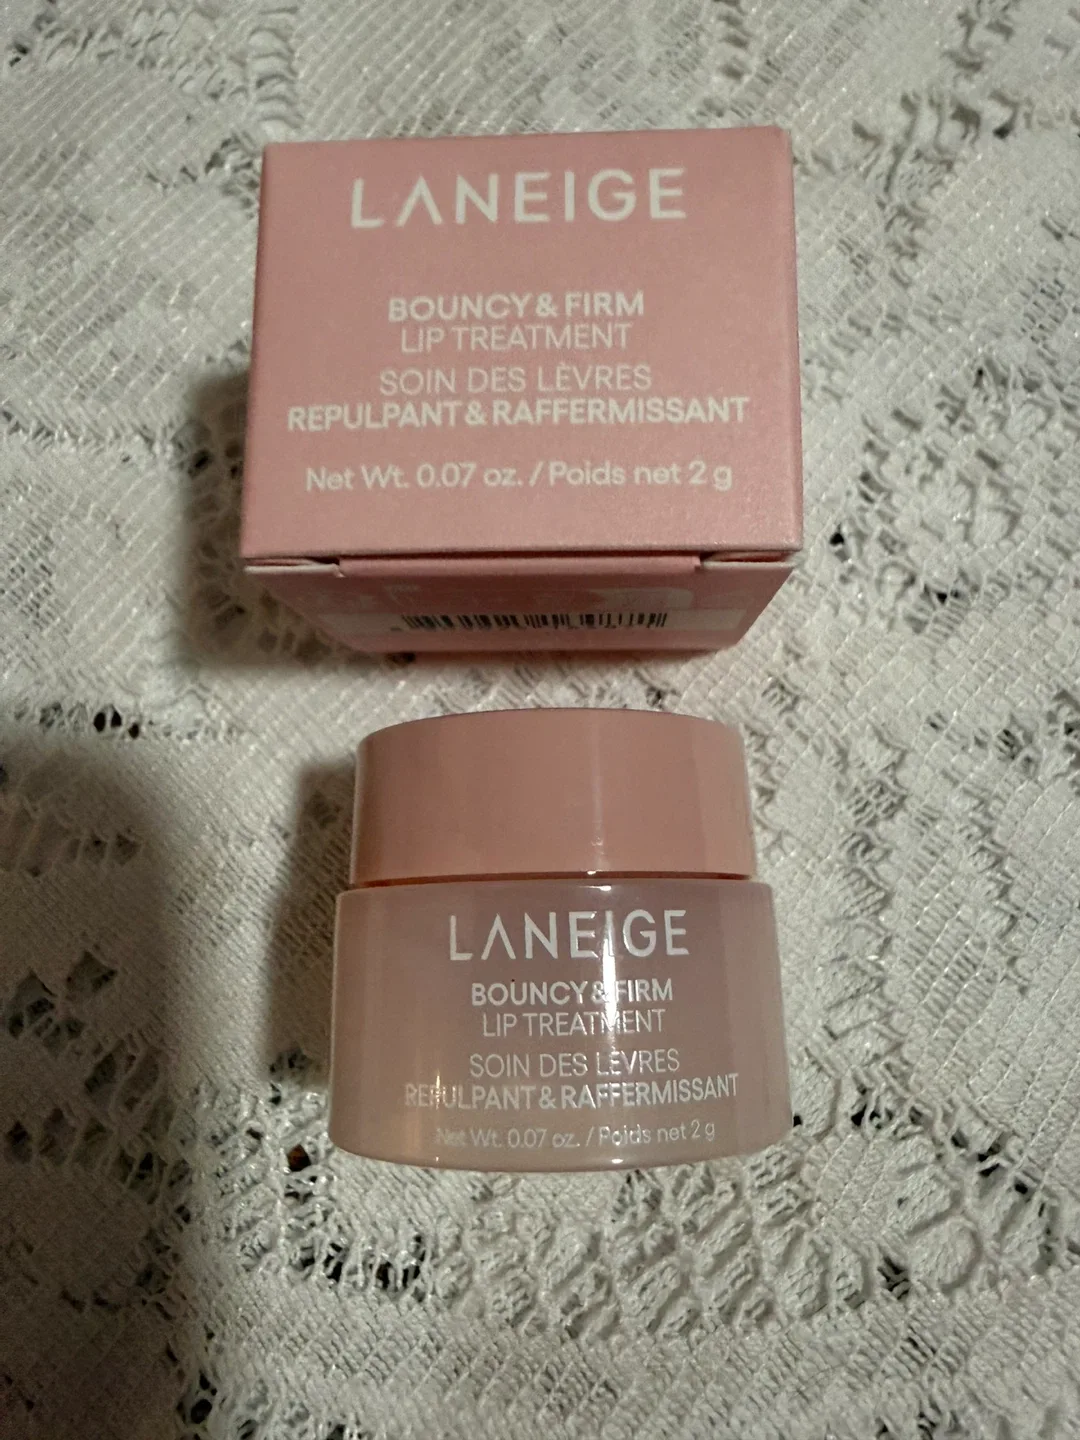 LANEIGE
BOUNCY & FIRM
LIP TREATMENT
SOIN DES LÈVRES
REPULPANT & RAFFERMISSANT
Net Wt. 0.07 oz. / Poids net 2 g
LANEIGE
BOUNCY & FIRM
LIP TREATMENT
SOIN DES LÈVRES
REPULPANT & RAFFERMISSANT
Net Wt. 0.07 oz. / Poids net 2 g